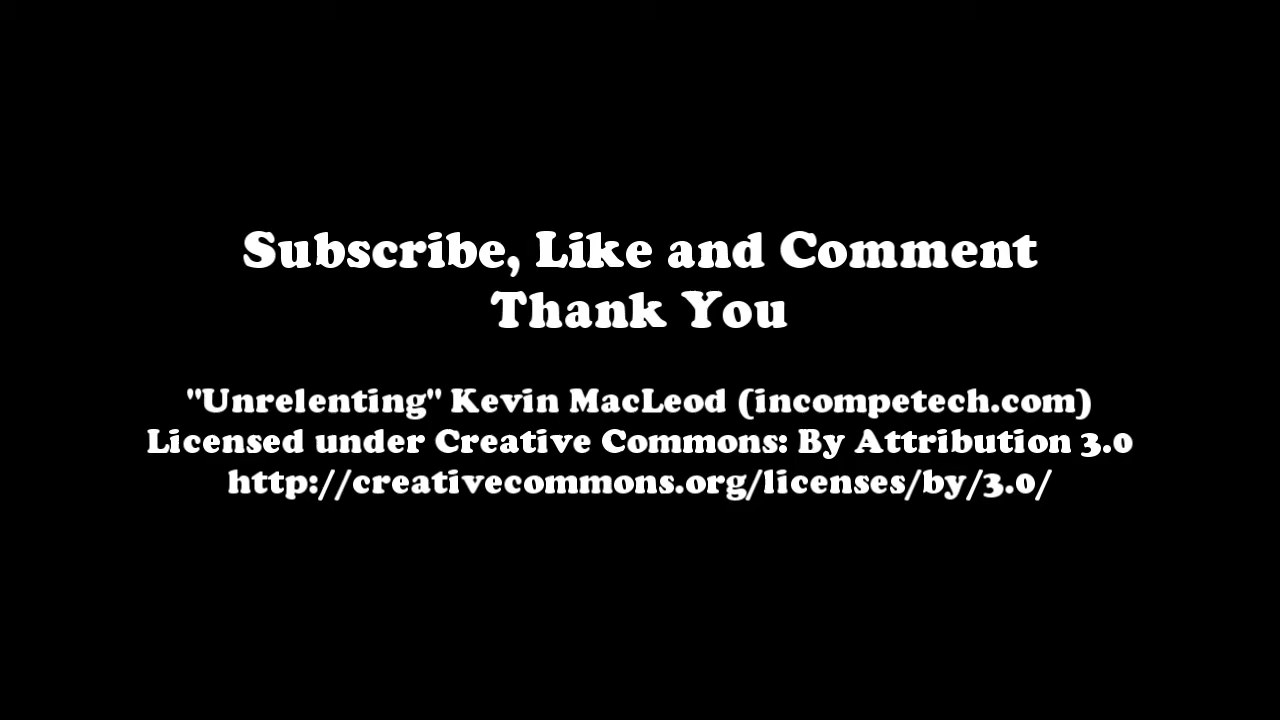 Subscribe, Like and Comment
Thank You
"Unrelenting" Kevin MacLeod (incompetech.com)
Licensed under Creative Commons: By Attribution 3.0
http://creativecommons.org/licenses/by/3.0/